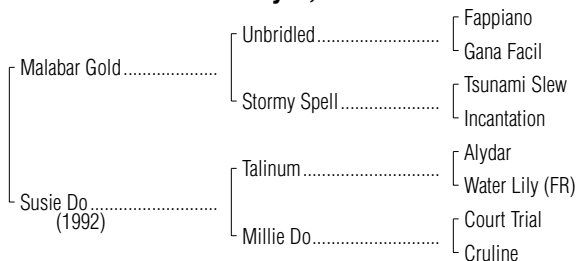 Fappiano
Unbridled
Gana Facil
Malabar Gold
Tsunami Slew
Stormy Spell
Incantation
Alydar
Talinum
Water Lily (FR)
Susie Do
(1992)
Court Trial
Millie Do
Cruline